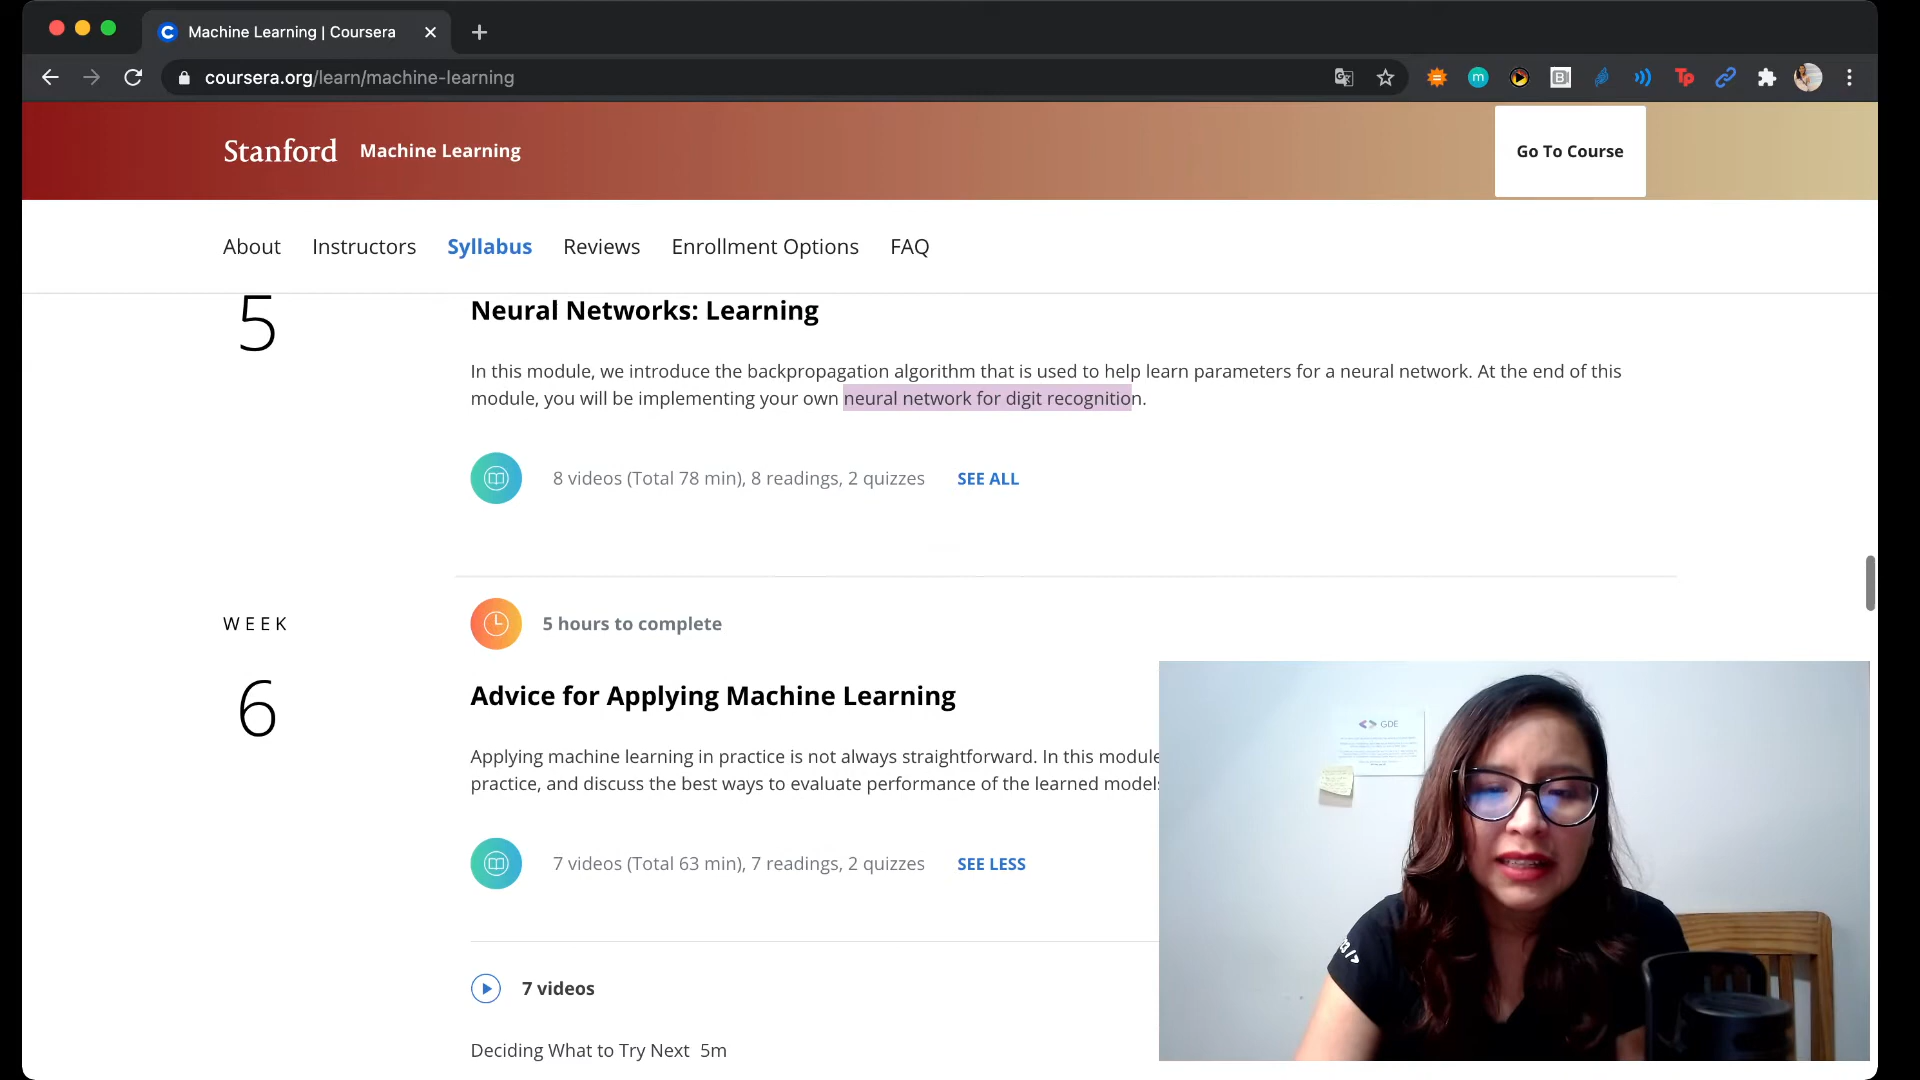 Machine Learning | Coursera
coursera.org/learn/machine-learning
Stanford Machine Learning
Go To Course
About Instructors Syllabus Reviews Enrollment Options FAQ
5
Neural Networks: Learning
In this module, we introduce the backpropagation algorithm that is used to help learn parameters for a neural network. At the end of this
module, you will be implementing your own neural network for digit recognition.
8 videos (Total 78 min), 8 readings, 2 quizzes SEE ALL
WEEK
6
5 hours to complete
Advice for Applying Machine Learning
Applying machine learning in practice is not always straightforward. In this module
practice, and discuss the best ways to evaluate performance of the learned models
7 videos (Total 63 min), 7 readings, 2 quizzes SEE LESS
7 videos
Deciding What to Try Next 5m
GDE